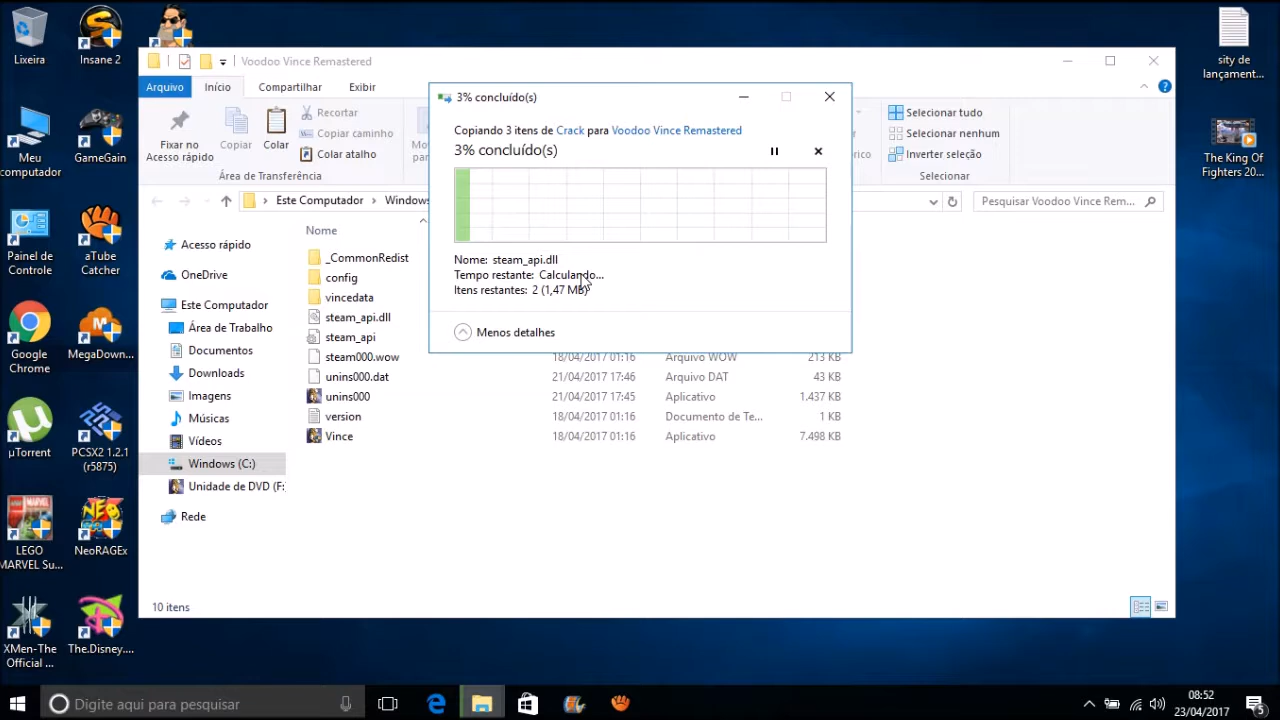 Lixeira
Insane 2
sity de
lançament...
Voodoo Vince Remastered
Arquivo
Início
Compartilhar
Exibir
Fixar no
Acesso rápido
Copiar
Colar
Recortar
Copiar caminho
Colar atalho
Área de Transferência
Selecionar tudo
Selecionar nenhum
Inverter seleção
Selecionar
3% concluído(s)
Copiando 3 itens de Crack para Voodoo Vince Remastered
3% concluído(s)
Nome: steam_api.dll
Tempo restante: Calculando...
Itens restantes: 2 (1,47 MB)
Menos detalhes
Este Computador
Windows
Pesquisar Voodoo Vince Rem...
Meu
computador
GameGain
The King Of
Fighters 20...
Painel de
Controle
aTube
Catcher
Google
Chrome
MegaDown...
µTorrent
PCSX2 1.2.1
(r5875)
LEGO
MARVEL Su...
NeoRAGEx
XMen-The
Official ...
The.Disney....
Acesso rápido
OneDrive
Este Computador
Área de Trabalho
Documentos
Downloads
Imagens
Músicas
Vídeos
Windows (C:)
Unidade de DVD (F:
Rede
Nome
_CommonRedist
config
vincedata
steam_api.dll
steam_api
steam000.wow 18/04/2017 01:16 Arquivo WOW 213 KB
unins000.dat 21/04/2017 17:46 Arquivo DAT 43 KB
unins000 21/04/2017 17:45 Aplicativo 1.437 KB
version 18/04/2017 01:16 Documento de Te... 1 KB
Vince 18/04/2017 01:16 Aplicativo 7.498 KB
10 itens
Digite aqui para pesquisar
08:52
23/04/2017
5